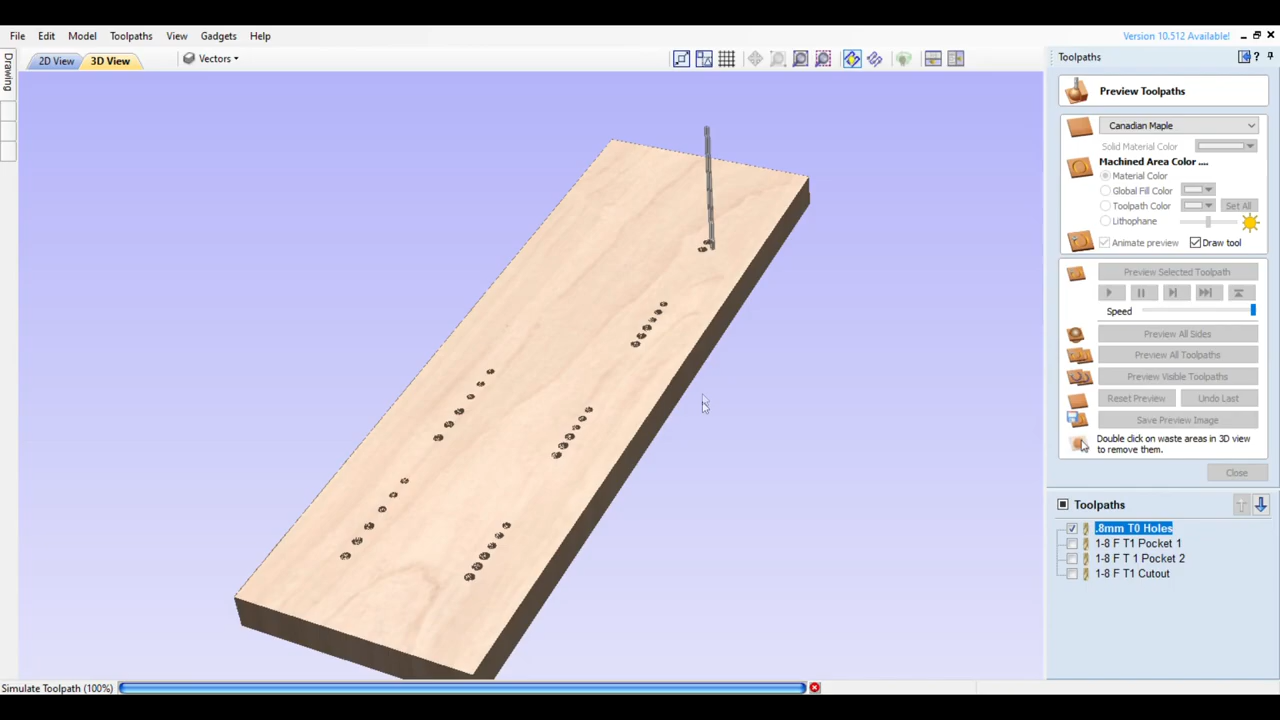 File Edit Model Toolpaths View Gadgets Help
Version 10.512 Available!
2D View 3D View Vectors
Drawing
Toolpaths
Preview Toolpaths
Canadian Maple
Solid Material Color
Machined Area Color ....
Material Color
Global Fill Color
Toolpath Color Set All
Lithophane
Animate preview Draw tool
Preview Selected Toolpath
Speed
Preview All Sides
Preview All Toolpaths
Preview Visible Toolpaths
Reset Preview Undo Last
Save Preview Image
Double click on waste areas in 3D view
to remove them.
Close
Toolpaths
.8mm T0 Holes
1-8 F T1 Pocket 1
1-8 F T 1 Pocket 2
1-8 F T1 Cutout
Simulate Toolpath (100%)